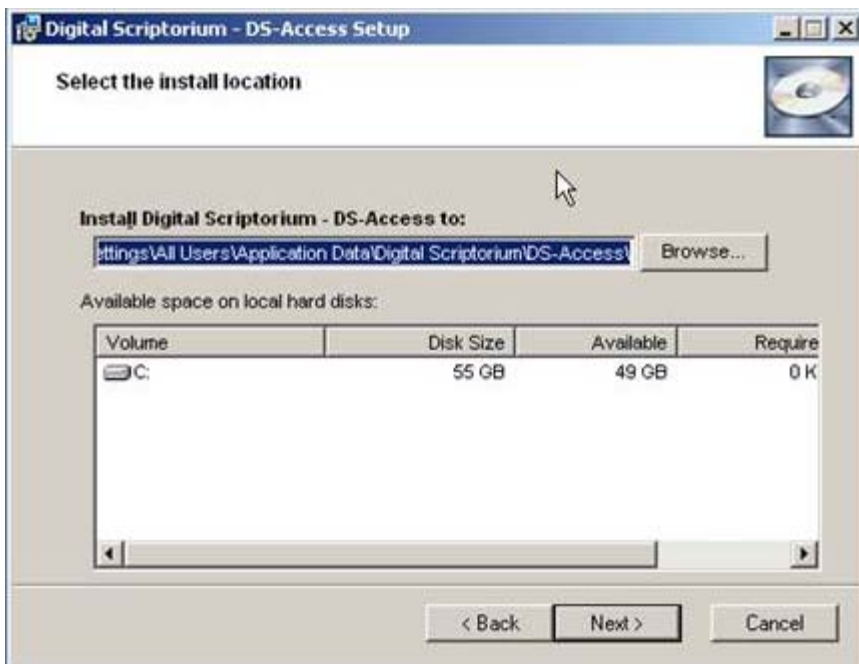 Digital Scriptorium - DS-Access Setup
Select the install location
Install Digital Scriptorium - DS-Access to:
ettings\All Users\Application Data\Digital Scriptorium\DS-Access\
Browse...
Available space on local hard disks:
Volume Disk Size Available Require
C: 55 GB 49 GB 0 K
< Back Next > Cancel